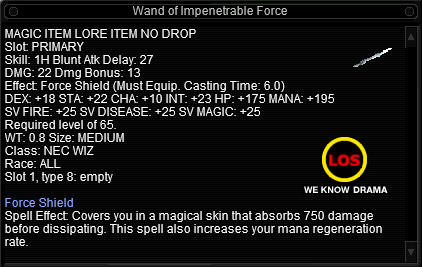 Wand of Impenetrable Force
MAGIC ITEM LORE ITEM NO DROP
Slot: PRIMARY
Skill: 1H Blunt Atk Delay: 27
DMG: 22 Dmg Bonus: 13
Effect: Force Shield (Must Equip. Casting Time: 6.0)
DEX: +18 STA: +22 CHA: +10 INT: +23 HP: +175 MANA: +195
SV FIRE: +25 SV DISEASE: +25 SV MAGIC: +25
Required level of 65.
WT: 0.8 Size: MEDIUM
Class: NEC WIZ
Race: ALL
Slot 1, type 8: empty
LOS
WE KNOW DRAMA
Force Shield
Spell Effect: Covers you in a magical skin that absorbs 750 damage
before dissipating. This spell also increases your mana regeneration
rate.